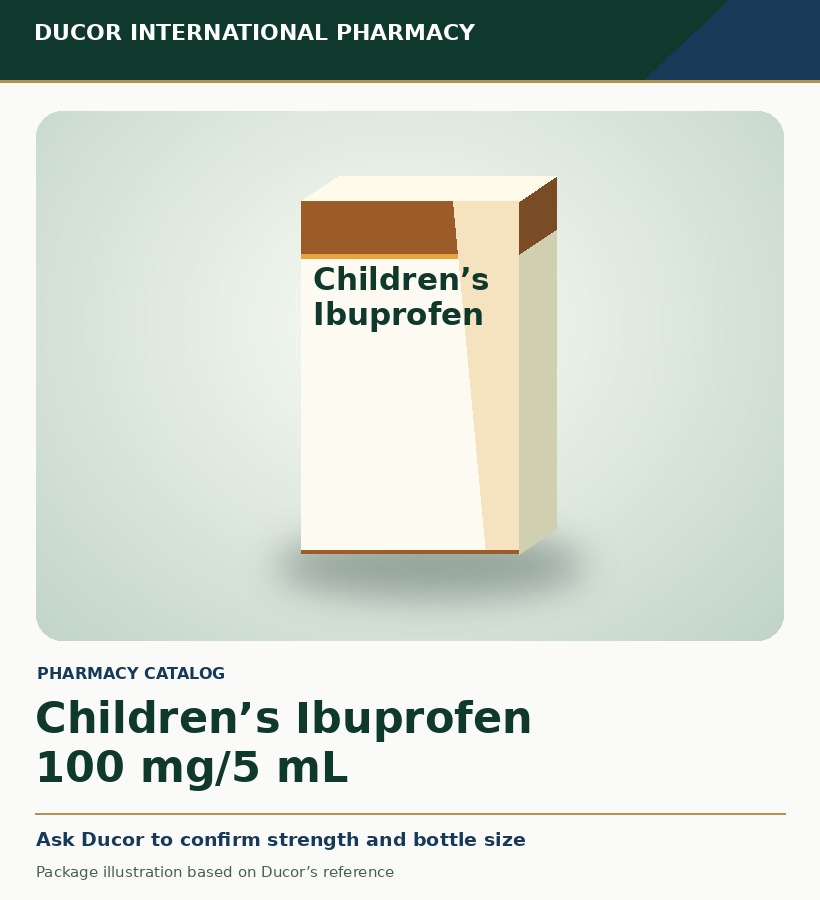 DUCOR INTERNATIONAL PHARMACY
Children’s
Ibuprofen
PHARMACY CATALOG
Children’s Ibuprofen
100 mg/5 mL
Ask Ducor to confirm strength and bottle size
Package illustration based on Ducor’s reference